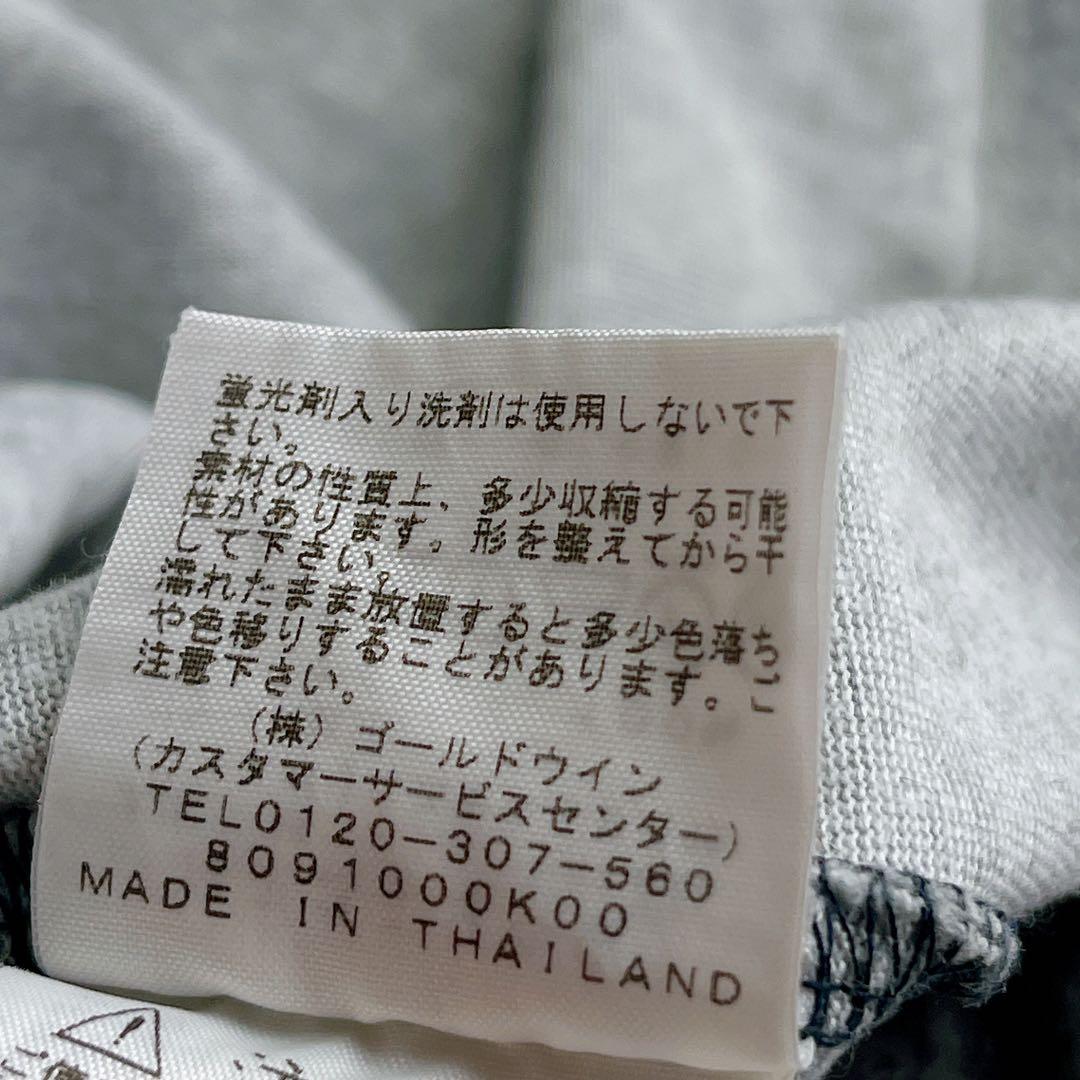 蛍光剤入り洗剤は使用しないで下
さい。
素材の性質上、多少収縮する可能
性があります。形を整えてから干
して下さい。
濡れたまま放置すると多少色落ち
や色移りすることがあります。ご
注意下さい。
(株)ゴールドウイン
(カスタマーサービスセンター)
TEL0120-307-560
8091000K00
MADE IN THAILAND